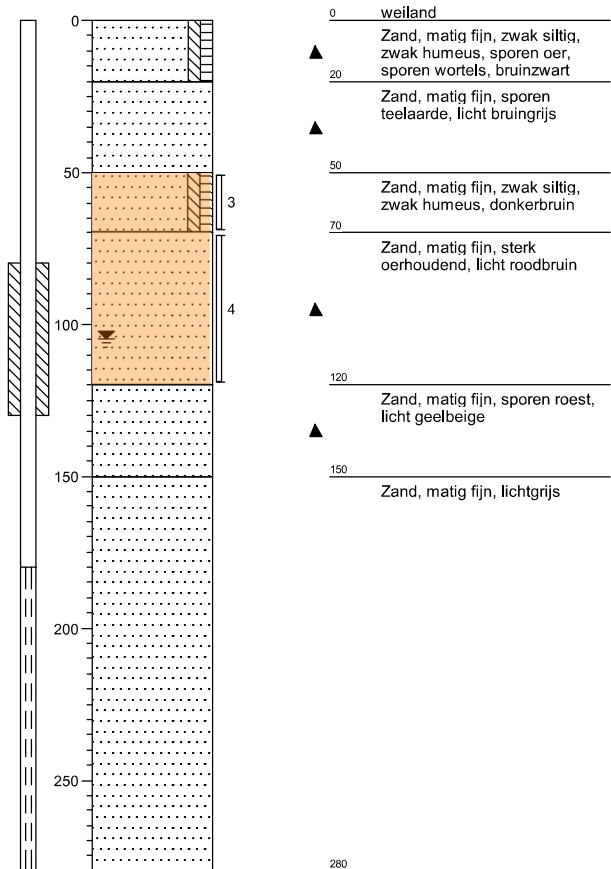 0
50
100
150
200
250
3
4
0 weiland
Zand, matig fijn, zwak siltig,
zwak humeus, sporen oer,
sporen wortels, bruinzwart
20
Zand, matig fijn, sporen
teelaarde, licht bruingrijs
50
Zand, matig fijn, zwak siltig,
zwak humeus, donkerbruin
70
Zand, matig fijn, sterk
oerhoudend, licht roodbruin
120
Zand, matig fijn, sporen roest,
licht geelbeige
150
Zand, matig fijn, lichtgrijs
280